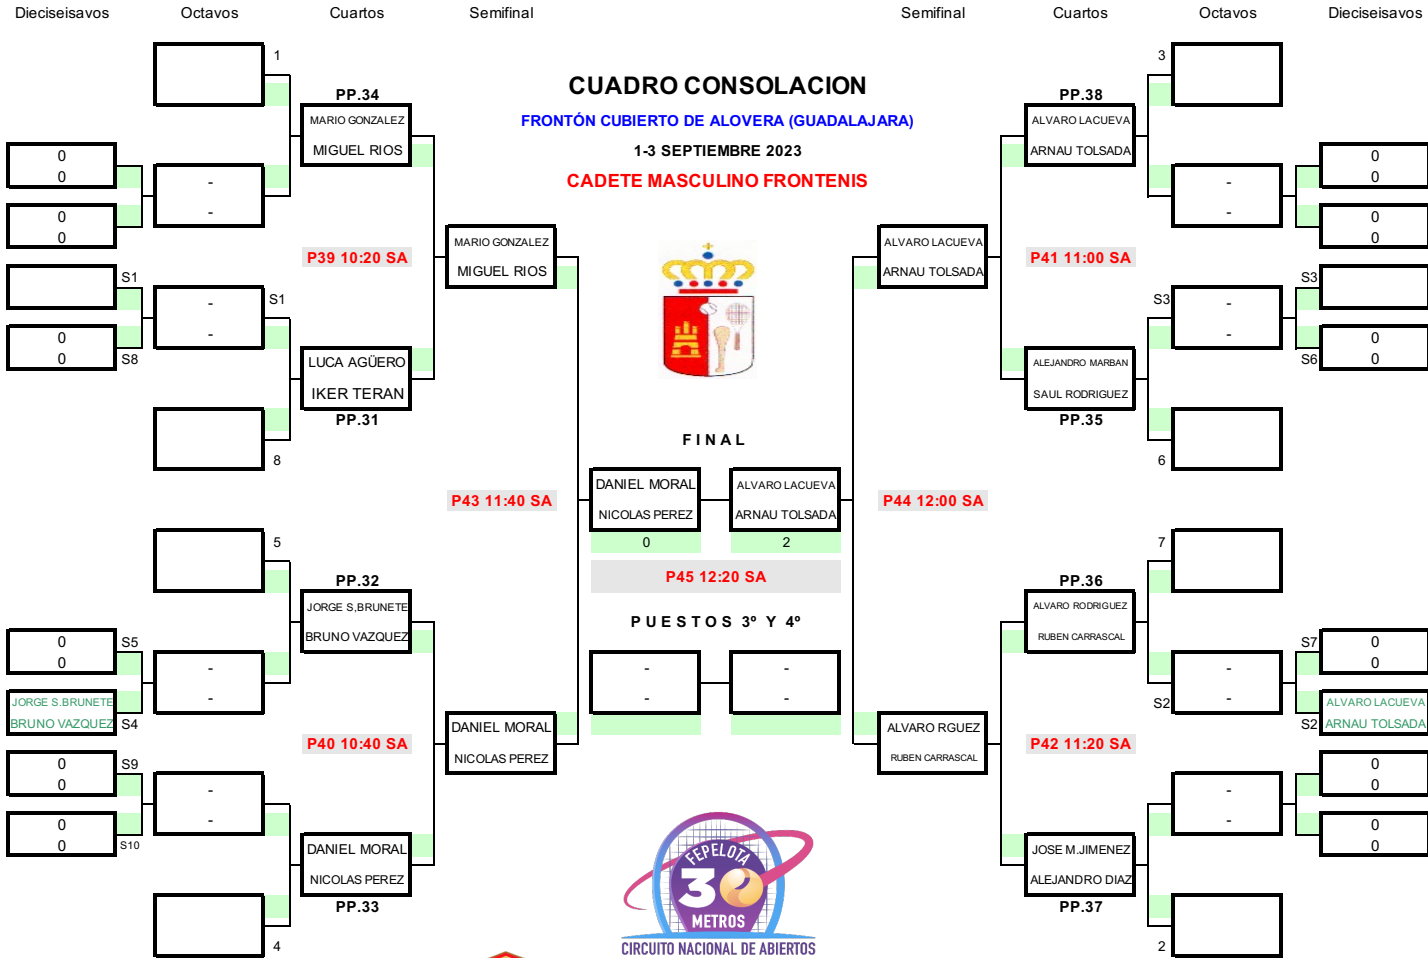 Dieciseisavos Octavos Cuartos Semifinal Semifinal Cuartos Octavos Dieciseisavos
1 3
CUADRO CONSOLACION
PP.34 PP.38
MARIO GONZALEZ FRONTÓN CUBIERTO DE ALOVERA (GUADALAJARA) ALVARO LACUEVA
MIGUEL RIOS 1-3 SEPTIEMBRE 2023 ARNAU TOLSADA
0 0
0 0
- CADETE MASCULINO FRONTENIS -
- -
0 0
0 0
MARIO GONZALEZ ALVARO LACUEVA
P39 10:20 SA P41 11:00 SA
MIGUEL RIOS ARNAU TOLSADA
S1 S3
- S1 S3 -
- -
0 0
0 S8 S6 0
LUCA AGÜERO ALEJANDRO MARBAN
IKER TERAN SAUL RODRIGUEZ
PP.31 PP.35
FINAL
8 6
DANIEL MORAL ALVARO LACUEVA
P43 11:40 SA P44 12:00 SA
NICOLAS PEREZ ARNAU TOLSADA
5 0 2 7
PP.32 P45 12:20 SA PP.36
JORGE S,BRUNETE ALVARO RODRIGUEZ
PUESTOS 3º Y 4º
BRUNO VAZQUEZ RUBEN CARRASCAL
0 S5 S7 0
0 0
- - - -
- - - -
JORGE S.BRUNETE S2 ALVARO LACUEVA
BRUNO VAZQUEZ S4 S2 ARNAU TOLSADA
DANIEL MORAL ALVARO RGUEZ
P40 10:40 SA P42 11:20 SA
NICOLAS PEREZ RUBEN CARRASCAL
0 S9 0
0 0
- -
- -
0 0
0 S10 0
DANIEL MORAL JOSE M.JIMENEZ
NICOLAS PEREZ ALEJANDRO DIAZ
PP.33 PP.37
4 2
FEPELOTA
30
METROS
CIRCUITO NACIONAL DE ABIERTOS